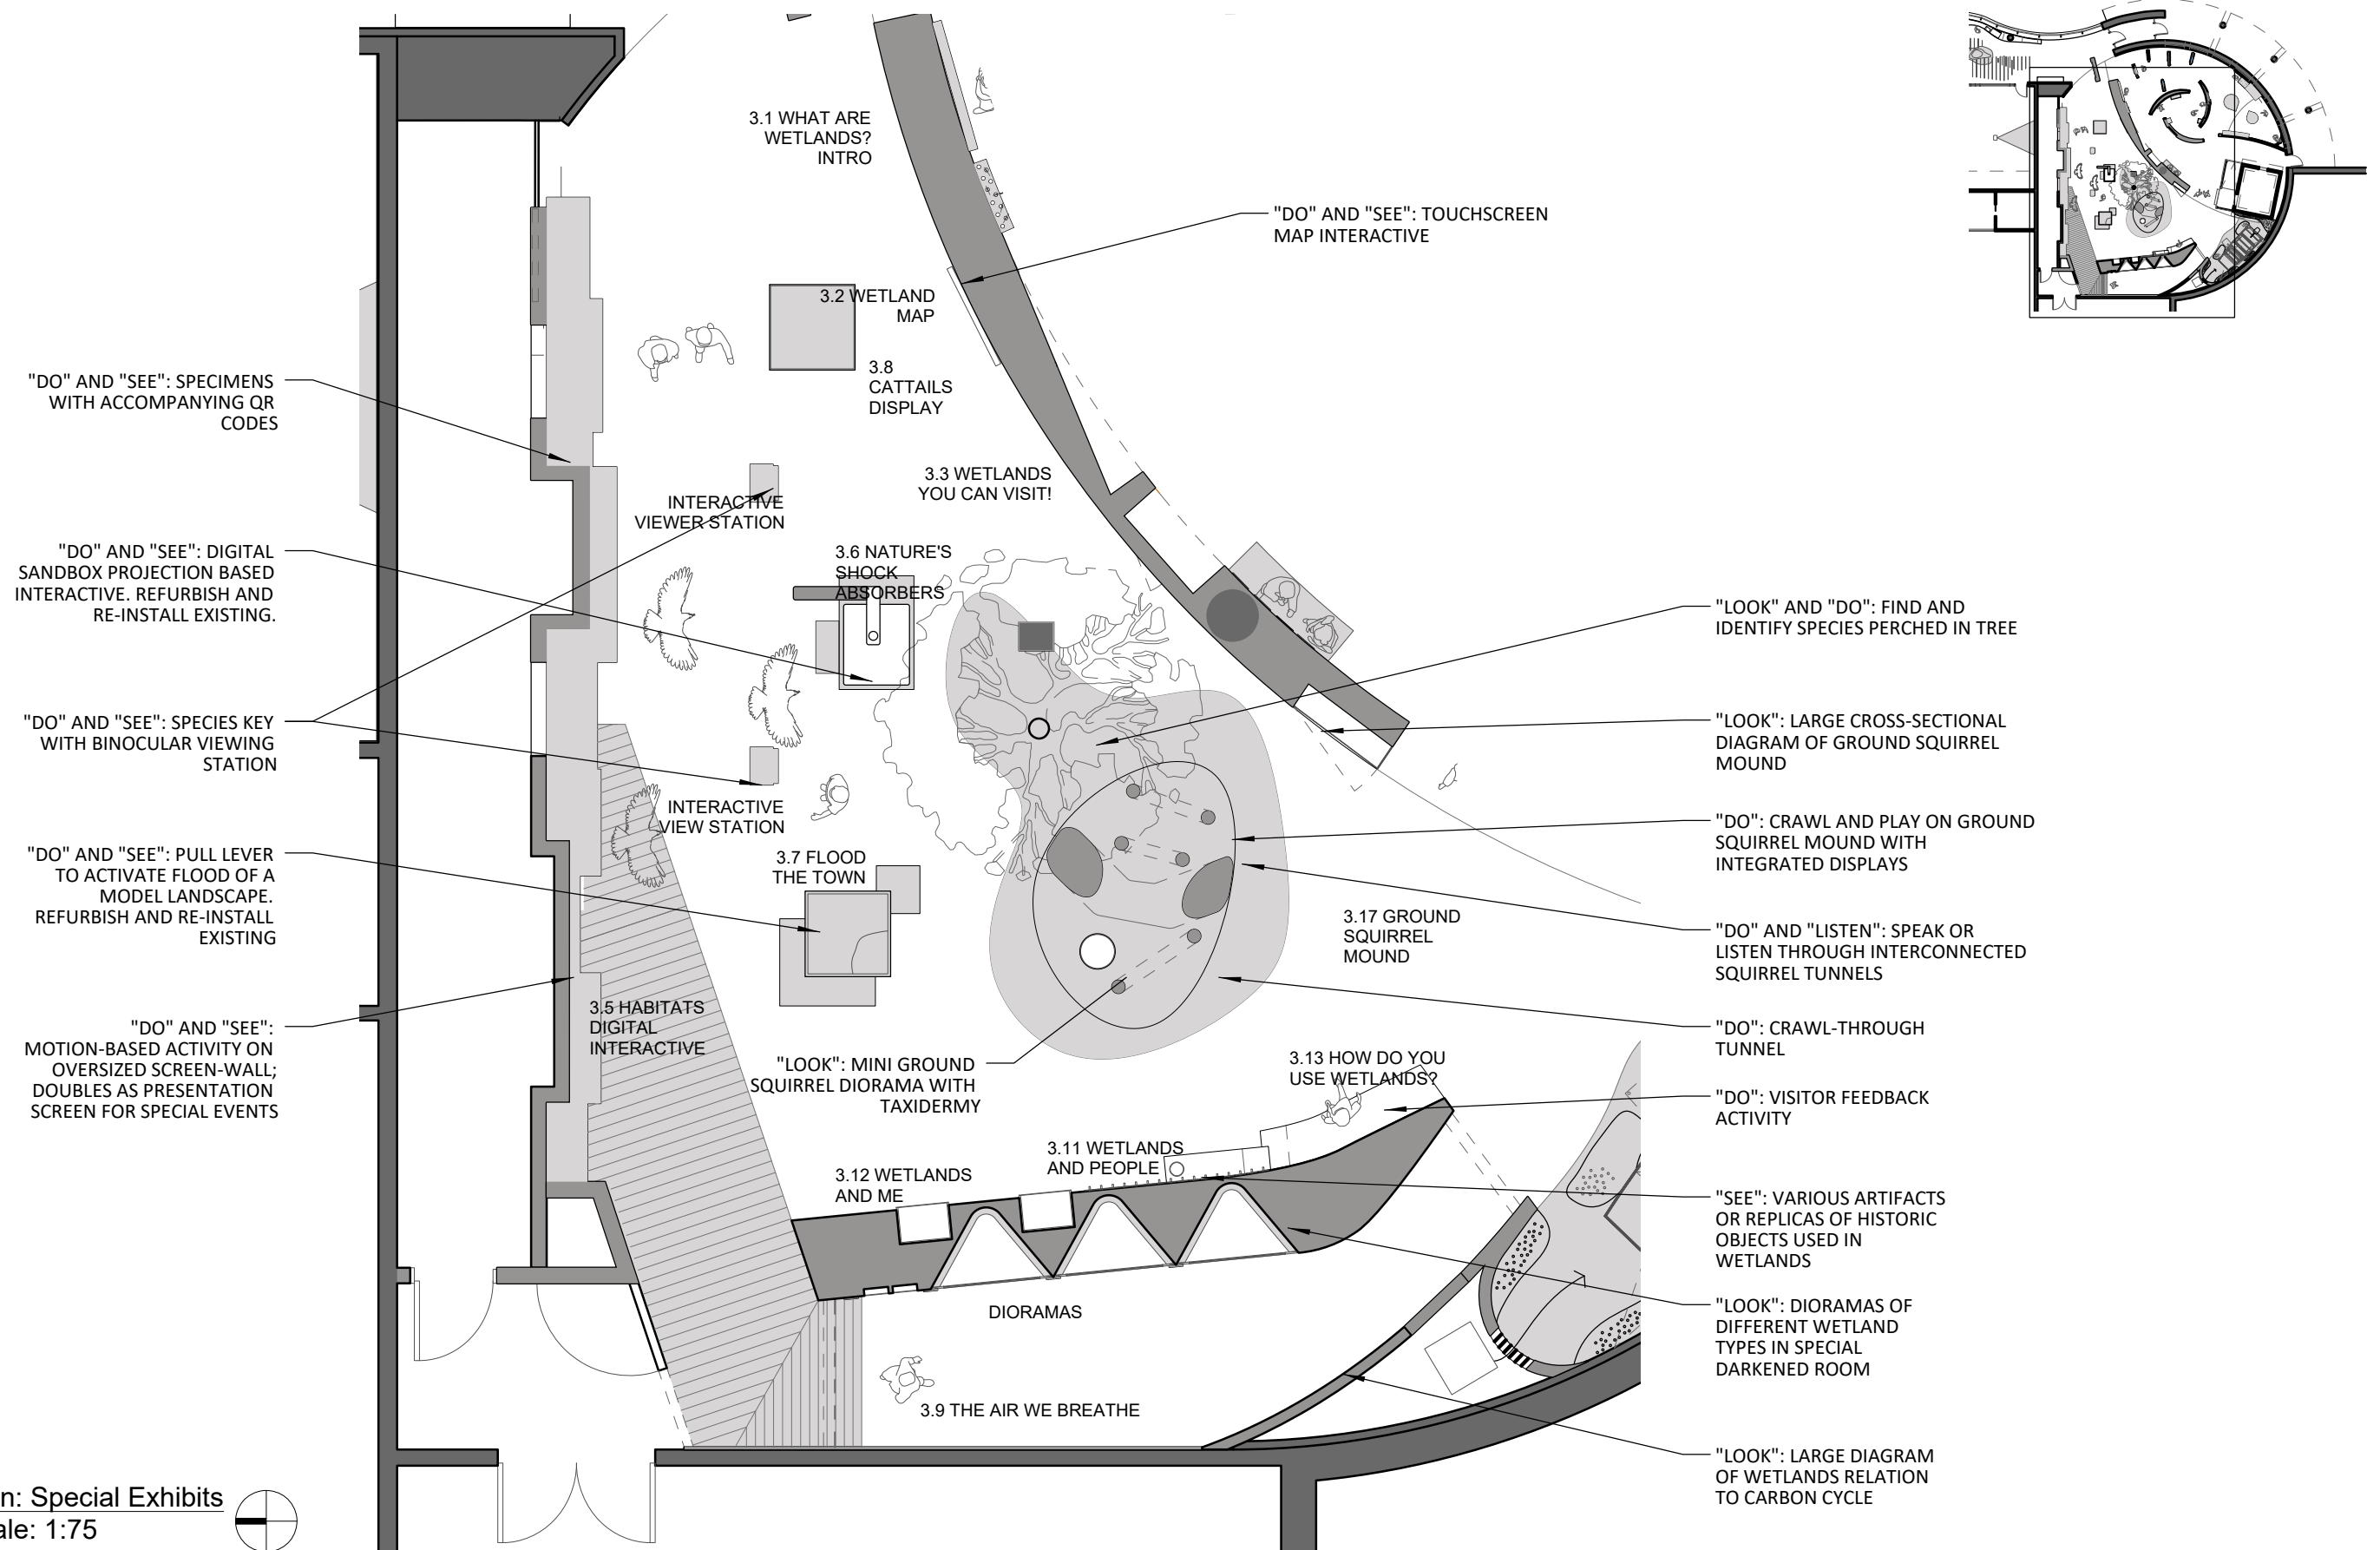 3.1 WHAT ARE
WETLANDS?
INTRO
"DO" AND "SEE": TOUCHSCREEN
MAP INTERACTIVE
3.2 WETLAND
MAP
3.8
CATTAILS
DISPLAY
"DO" AND "SEE": SPECIMENS
WITH ACCOMPANYING QR
CODES
3.3 WETLANDS
YOU CAN VISIT!
INTERACTIVE
VIEWER STATION
"DO" AND "SEE": DIGITAL
SANDBOX PROJECTION BASED
INTERACTIVE. REFURBISH AND
RE-INSTALL EXISTING.
3.6 NATURE'S
SHOCK
ABSORBERS
"LOOK" AND "DO": FIND AND
IDENTIFY SPECIES PERCHED IN TREE
"DO" AND "SEE": SPECIES KEY
WITH BINOCULAR VIEWING
STATION
"LOOK": LARGE CROSS-SECTIONAL
DIAGRAM OF GROUND SQUIRREL
MOUND
INTERACTIVE
VIEW STATION
"DO": CRAWL AND PLAY ON GROUND
SQUIRREL MOUND WITH
INTEGRATED DISPLAYS
"DO" AND "SEE": PULL LEVER
TO ACTIVATE FLOOD OF A
MODEL LANDSCAPE.
REFURBISH AND RE-INSTALL
EXISTING
3.7 FLOOD
THE TOWN
3.17 GROUND
SQUIRREL
MOUND
"DO" AND "LISTEN": SPEAK OR
LISTEN THROUGH INTERCONNECTED
SQUIRREL TUNNELS
"DO" AND "SEE":
MOTION-BASED ACTIVITY ON
OVERSIZED SCREEN-WALL;
DOUBLES AS PRESENTATION
SCREEN FOR SPECIAL EVENTS
3.5 HABITATS
DIGITAL
INTERACTIVE
"LOOK": MINI GROUND
SQUIRREL DIORAMA WITH
TAXIDERMY
"DO": CRAWL-THROUGH
TUNNEL
3.13 HOW DO YOU
USE WETLANDS?
"DO": VISITOR FEEDBACK
ACTIVITY
3.12 WETLANDS
AND ME
3.11 WETLANDS
AND PEOPLE
"SEE": VARIOUS ARTIFACTS
OR REPLICAS OF HISTORIC
OBJECTS USED IN
WETLANDS
DIORAMAS
"LOOK": DIORAMAS OF
DIFFERENT WETLAND
TYPES IN SPECIAL
DARKENED ROOM
3.9 THE AIR WE BREATHE
"LOOK": LARGE DIAGRAM
OF WETLANDS RELATION
TO CARBON CYCLE
n: Special Exhibits
ale: 1:75